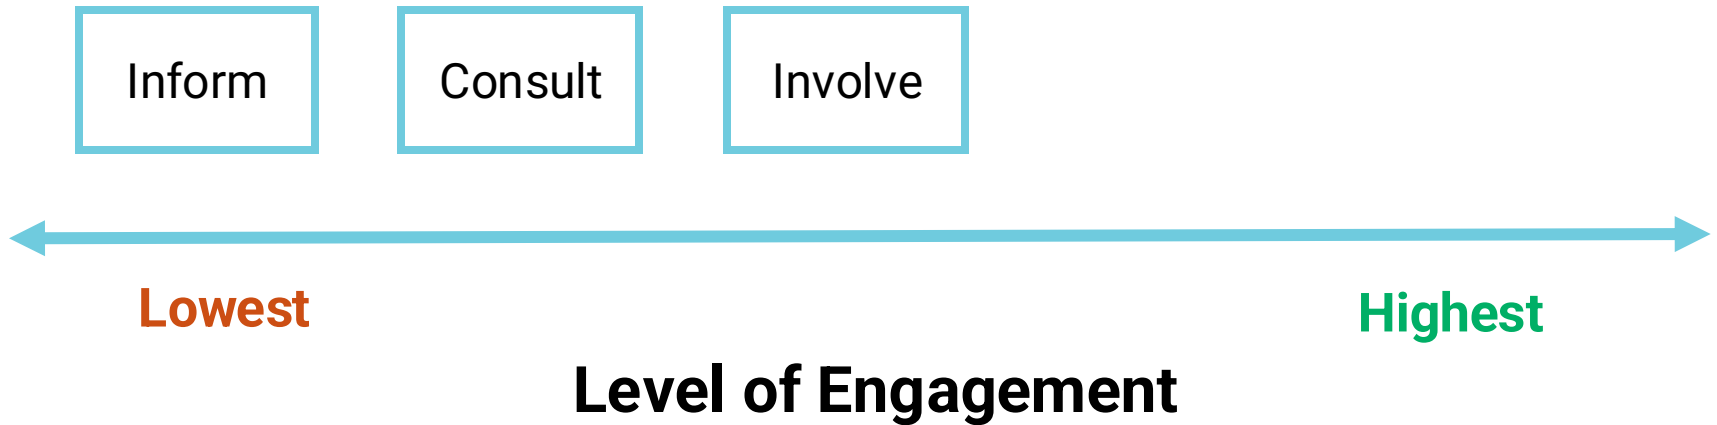 Inform
Consult
Involve
Lowest
Highest
Level of Engagement